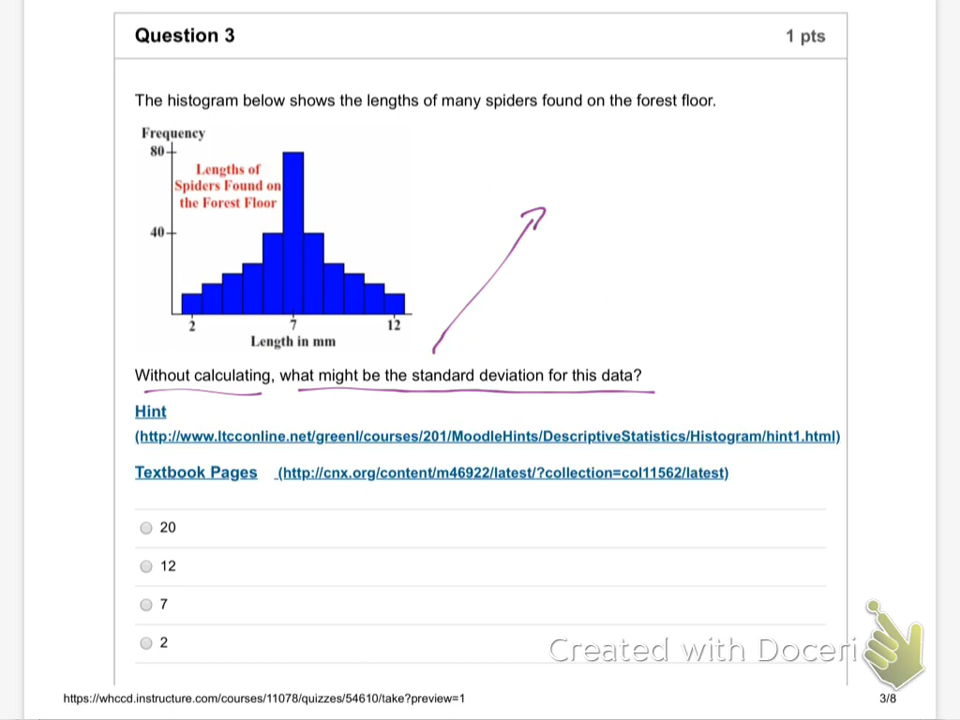 Question 3
1 pts
The histogram below shows the lengths of many spiders found on the forest floor.
Frequency
80
Lengths of
Spiders Found on
the Forest Floor
40
2 7 12
Length in mm
Without calculating, what might be the standard deviation for this data?
Hint
(http://www.ltcconline.net/greenl/courses/201/MoodleHints/DescriptiveStatistics/Histogram/hint1.html)
Textbook Pages (http://cnx.org/content/m46922/latest/?collection=col11562/latest)
20
12
7
2
Created with Doceri
https://whccd.instructure.com/courses/11078/quizzes/54610/take?preview=1
3/8